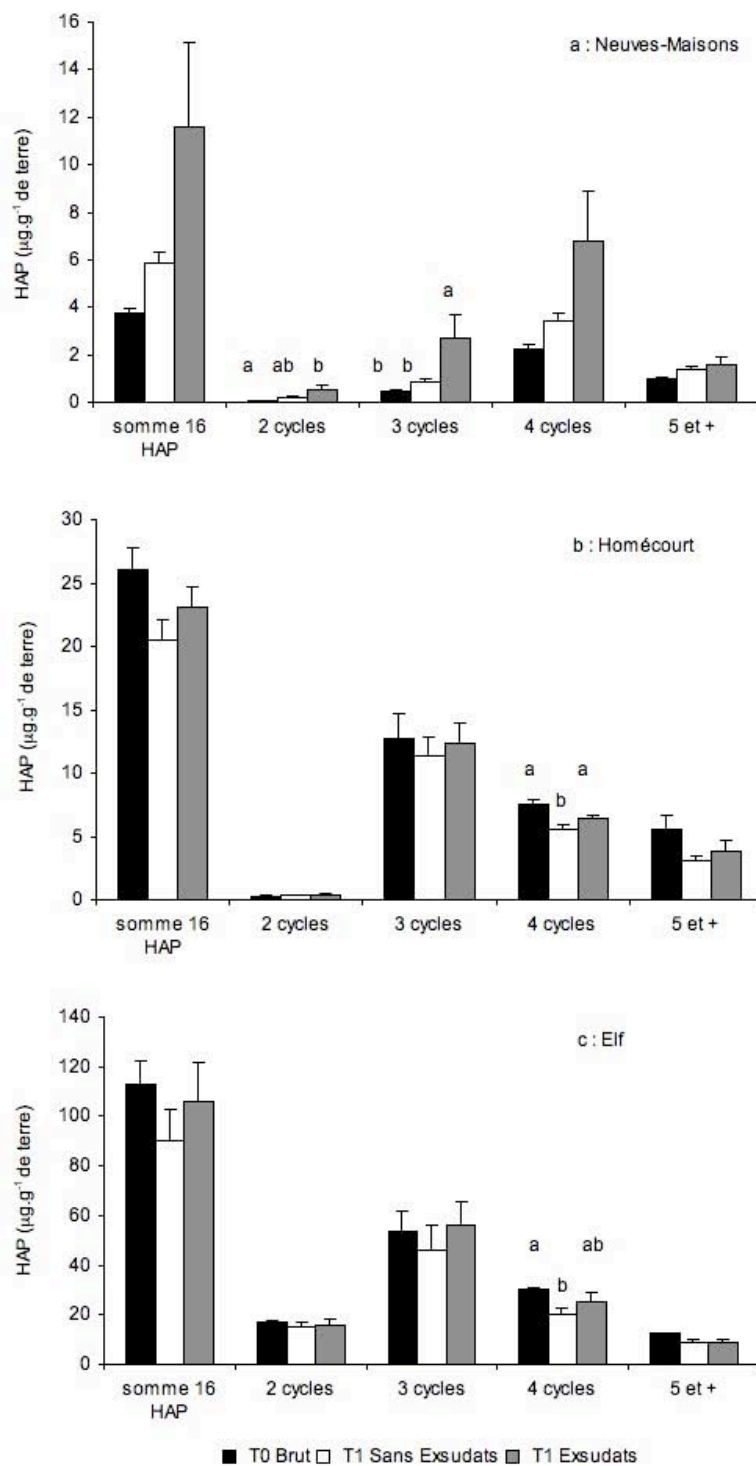 a : Neuves-Maisons
HAP (µg.g⁻¹ de terre)
16
14
12
10
8
6
4
2
0
a ab b
b b a
somme 16 HAP
2 cycles
3 cycles
4 cycles
5 et +
b : Homécourt
HAP (µg.g⁻¹ de terre)
30
25
20
15
10
5
0
a b a
somme 16 HAP
2 cycles
3 cycles
4 cycles
5 et +
c : Elf
HAP (µg.g⁻¹ de terre)
140
120
100
80
60
40
20
0
a b ab
somme 16 HAP
2 cycles
3 cycles
4 cycles
5 et +
T0 Brut T1 Sans Exsudats T1 Exsudats